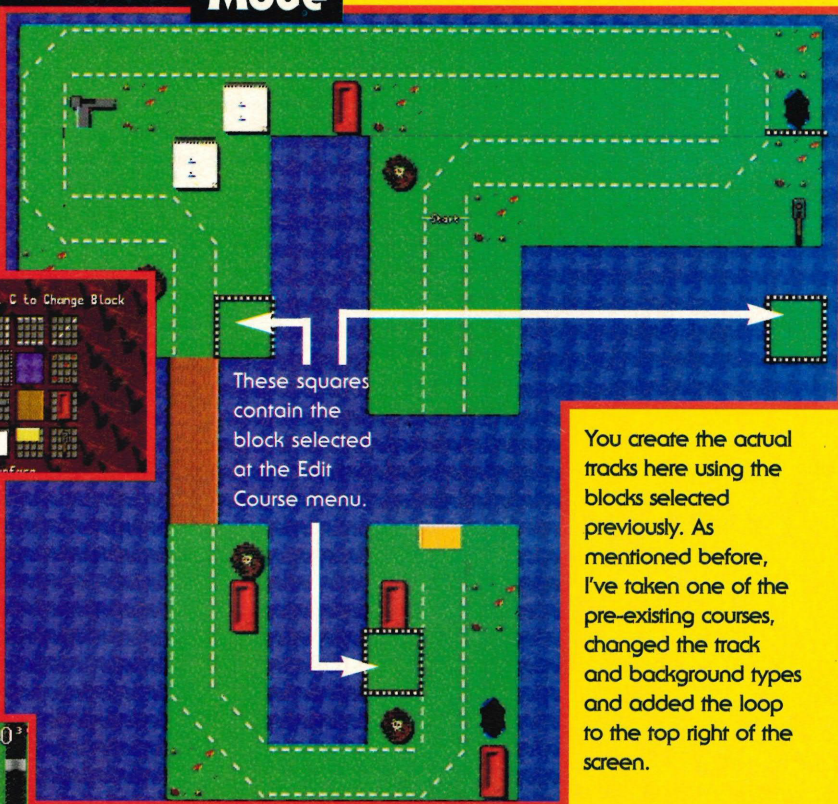 Mode
C to Change Block
Start
These squares
contain the
block selected
at the Edit
Course menu.
You create the actual
tracks here using the
blocks selected
previously. As
mentioned before,
I've taken one of the
pre-existing courses,
changed the track
and background types
and added the loop
to the top right of the
screen.